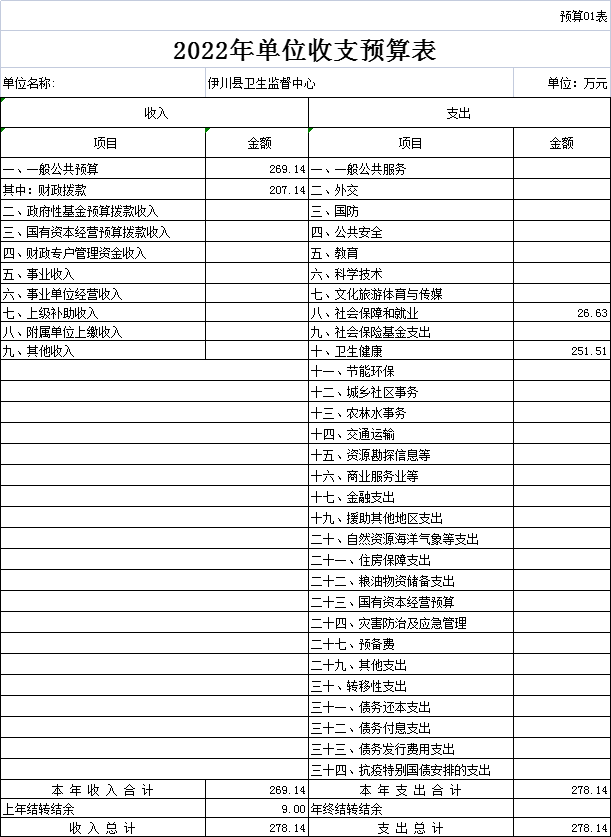 预算01表
2022年单位收支预算表
单位名称: 伊川县卫生监督中心 单位：万元
收入 支出
项目 金额 项目 金额
一、一般公共预算 269.14 一、一般公共服务
其中：财政拨款 207.14 二、外交
二、政府性基金预算拨款收入 三、国防
三、国有资本经营预算拨款收入 四、公共安全
四、财政专户管理资金收入 五、教育
五、事业收入 六、科学技术
六、事业单位经营收入 七、文化旅游体育与传媒
七、上级补助收入 八、社会保障和就业 26.63
八、附属单位上缴收入 九、社会保险基金支出
九、其他收入 十、卫生健康 251.51
十一、节能环保
十二、城乡社区事务
十三、农林水事务
十四、交通运输
十五、资源勘探信息等
十六、商业服务业等
十七、金融支出
十九、援助其他地区支出
二十、自然资源海洋气象等支出
二十一、住房保障支出
二十二、粮油物资储备支出
二十三、国有资本经营预算
二十四、灾害防治及应急管理
二十七、预备费
二十九、其他支出
三十、转移性支出
三十一、债务还本支出
三十二、债务付息支出
三十三、债务发行费用支出
三十四、抗疫特别国债安排的支出
本年收入合计 269.14 本年支出合计 278.14
上年结转结余 9.00 年终结转结余
收入总计 278.14 支出总计 278.14